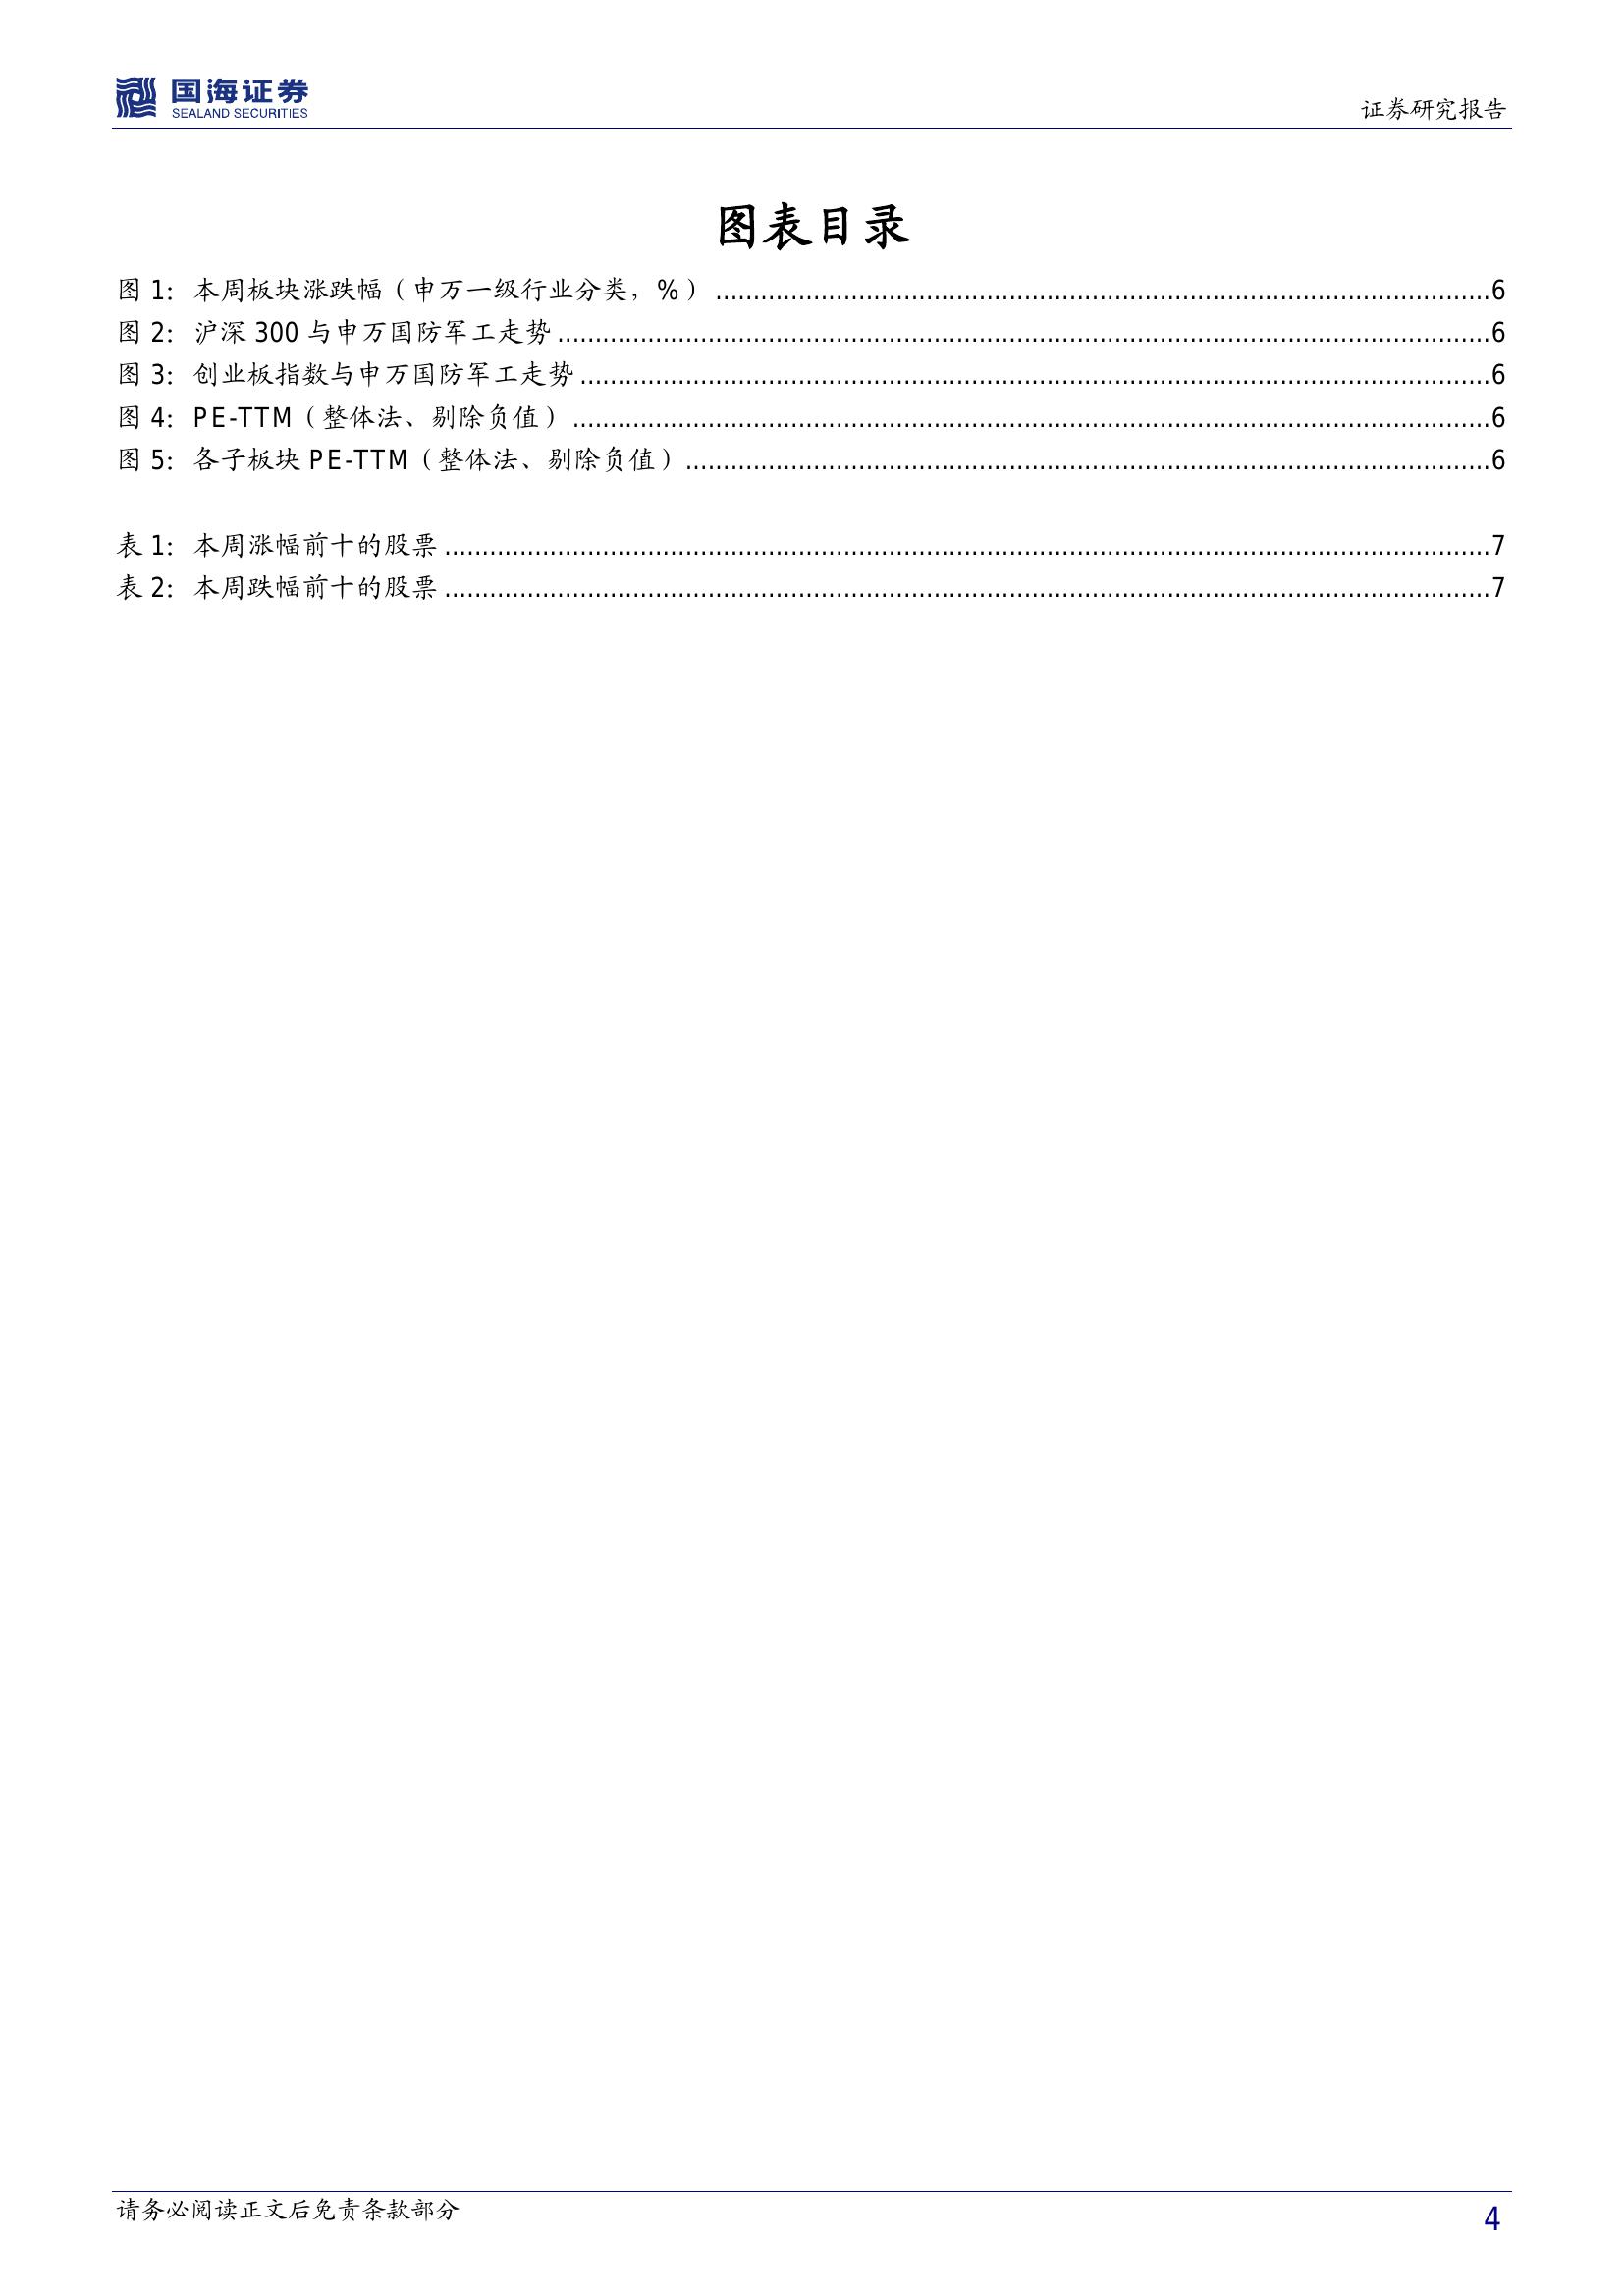 国海证券
SEALAND SECURITIES
证券研究报告
图表目录
图 1：本周板块涨跌幅（申万一级行业分类，%）......6
图 2：沪深 300 与申万国防军工走势......6
图 3：创业板指数与申万国防军工走势......6
图 4：PE-TTM（整体法、剔除负值）......6
图 5：各子板块 PE-TTM（整体法、剔除负值）......6
表 1：本周涨幅前十的股票......7
表 2：本周跌幅前十的股票......7
请务必阅读正文后免责条款部分
4